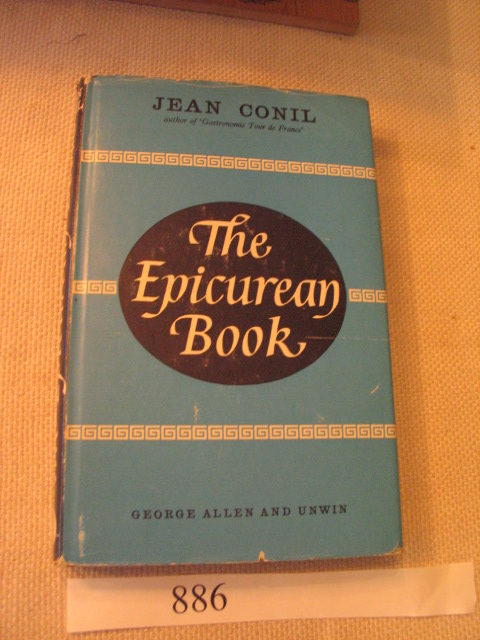 JEAN CONIL
author of 'Gastronomic Tour de France'
The
Epicurean
Book
GEORGE ALLEN AND UNWIN
886